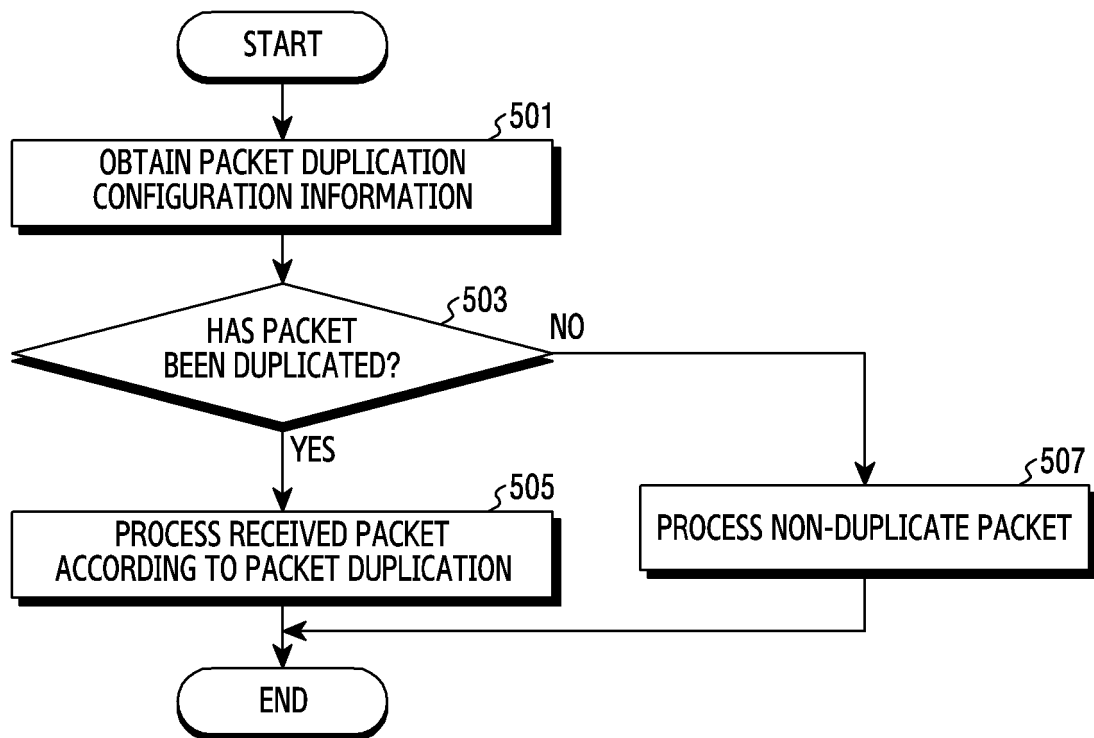 START
501
OBTAIN PACKET DUPLICATION
CONFIGURATION INFORMATION
503
HAS PACKET
BEEN DUPLICATED?
NO
YES
505
PROCESS RECEIVED PACKET
ACCORDING TO PACKET DUPLICATION
507
PROCESS NON-DUPLICATE PACKET
END